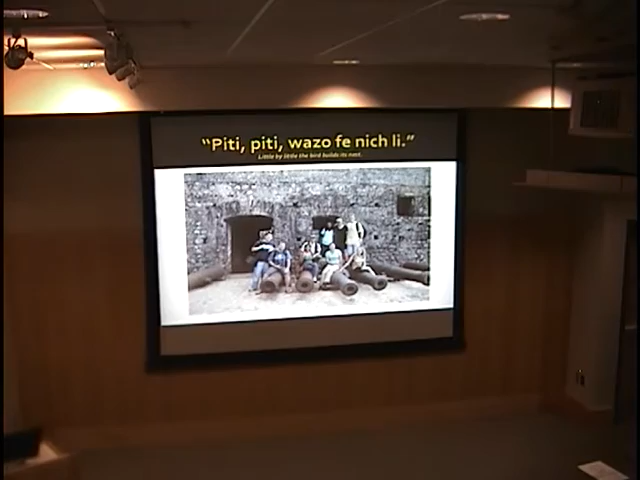 “Piti, piti, wazo fe nich li.”
Little by little the bird builds its nest.